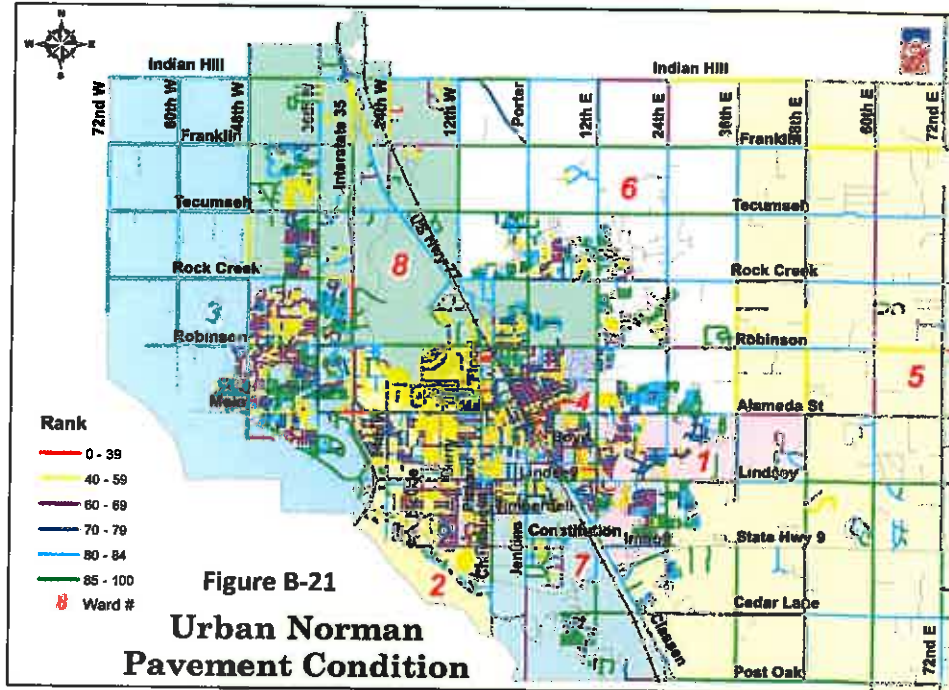 N
W E
S
Indian Hill
Indian Hill
72nd W
60th W
48th W
36th W
Interstate 35
24th W
12th W
Porter
12th E
24th E
36th E
48th E
60th E
Franklin
Franklin
6
Tecumseh
Tecumseh
US Hwy 77
8
Rock Creek
Rock Creek
3
Robinson
Robinson
Flood
5
Main
4
Alameda St
Boyd
1
Lindsey
Lindsey
Berry
Timberdell
Constitution
Imhoff
State Hwy 9
Jenkins
7
2
Cedar Lane
Classen
Post Oak
72nd E
Rank
0 - 39
40 - 59
60 - 69
70 - 79
80 - 84
85 - 100
8 Ward #
Figure B-21
Urban Norman
Pavement Condition